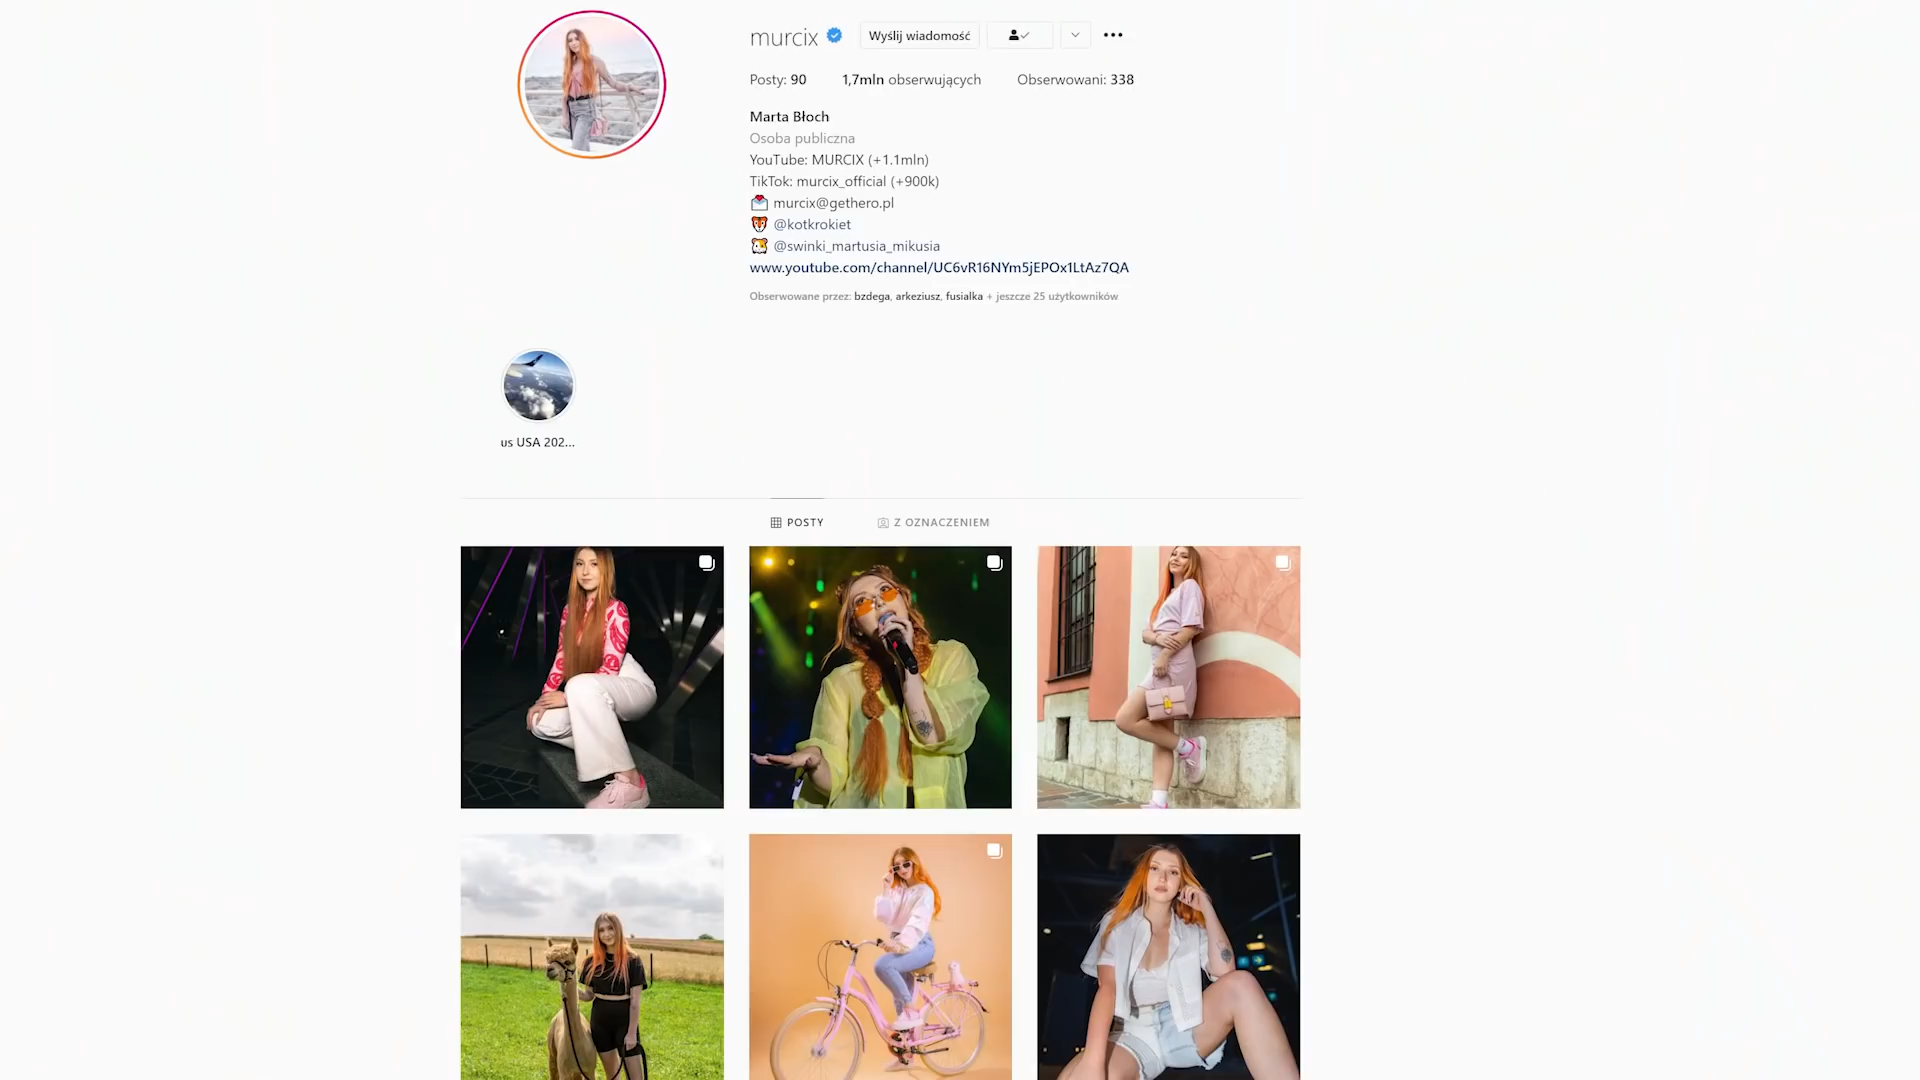 murcix
Wyślij wiadomość
Posty: 90 1,7mln obserwujących Obserwowani: 338
Marta Błoch
Osoba publiczna
YouTube: MURCIX (+1.1mln)
TikTok: murcix_official (+900k)
murcix@gethero.pl
@kotkrokiet
@swinki_martusia_mikusia
www.youtube.com/channel/UC6vR16NYm5jEPOx1LtAz7QA
Obserwowane przez: bzdega, arkeziusz, fusialka + jeszcze 25 użytkowników
us USA 202...
POSTY Z OZNACZENIEM